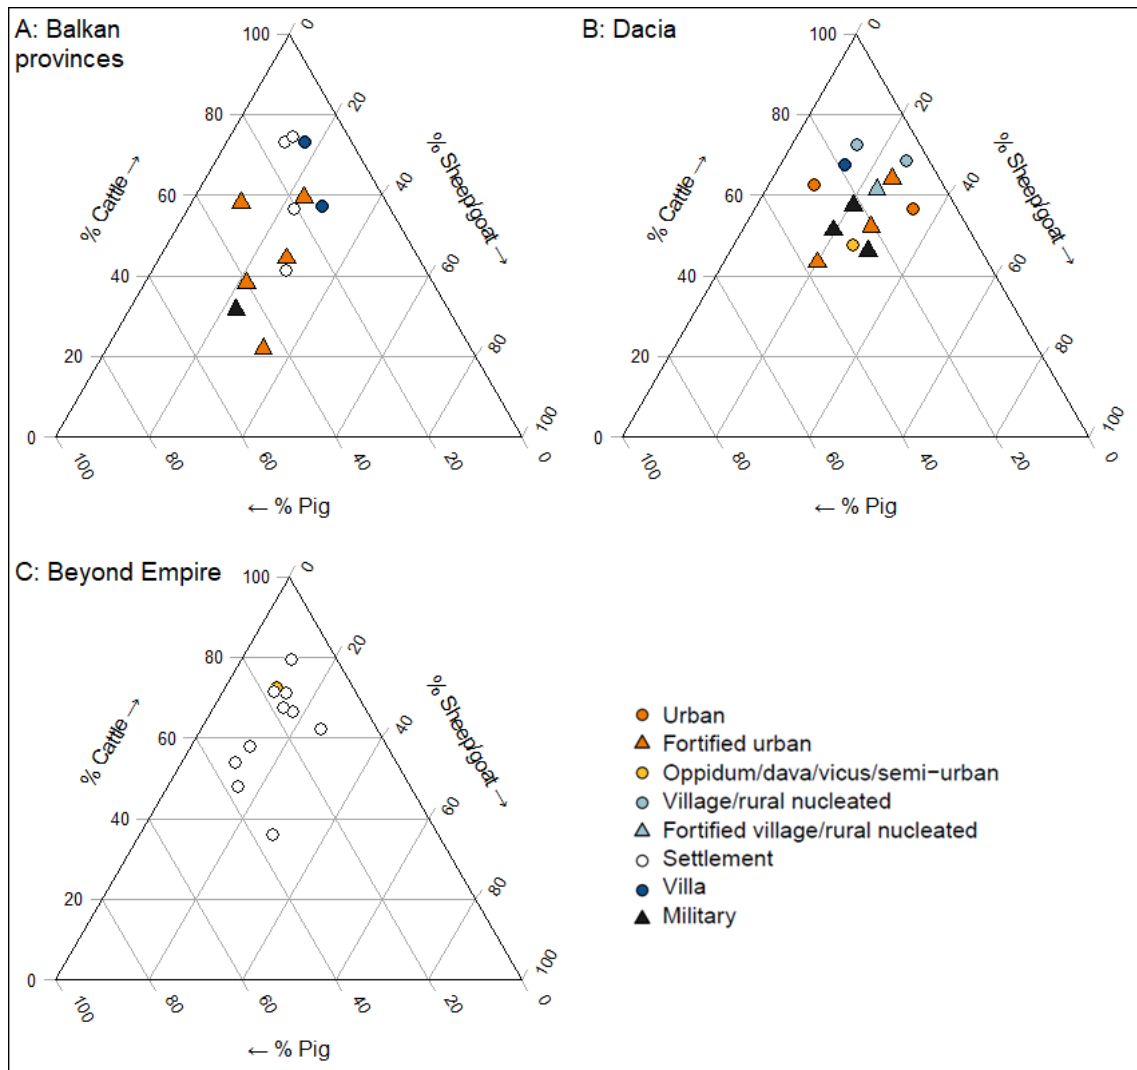 A: Balkan
provinces
100
0
80
20
60
40
40
60
20
80
0
100
% Cattle →
% Sheep/goat →
100
80
60
40
20
0
← % Pig
B: Dacia
100
0
80
20
60
40
40
60
20
80
0
100
% Cattle →
% Sheep/goat →
100
80
60
40
20
0
← % Pig
C: Beyond Empire
100
0
80
20
60
40
40
60
20
80
0
100
% Cattle →
% Sheep/goat →
100
80
60
40
20
0
← % Pig
Urban
Fortified urban
Oppidum/dava/vicus/semi−urban
Village/rural nucleated
Fortified village/rural nucleated
Settlement
Villa
Military